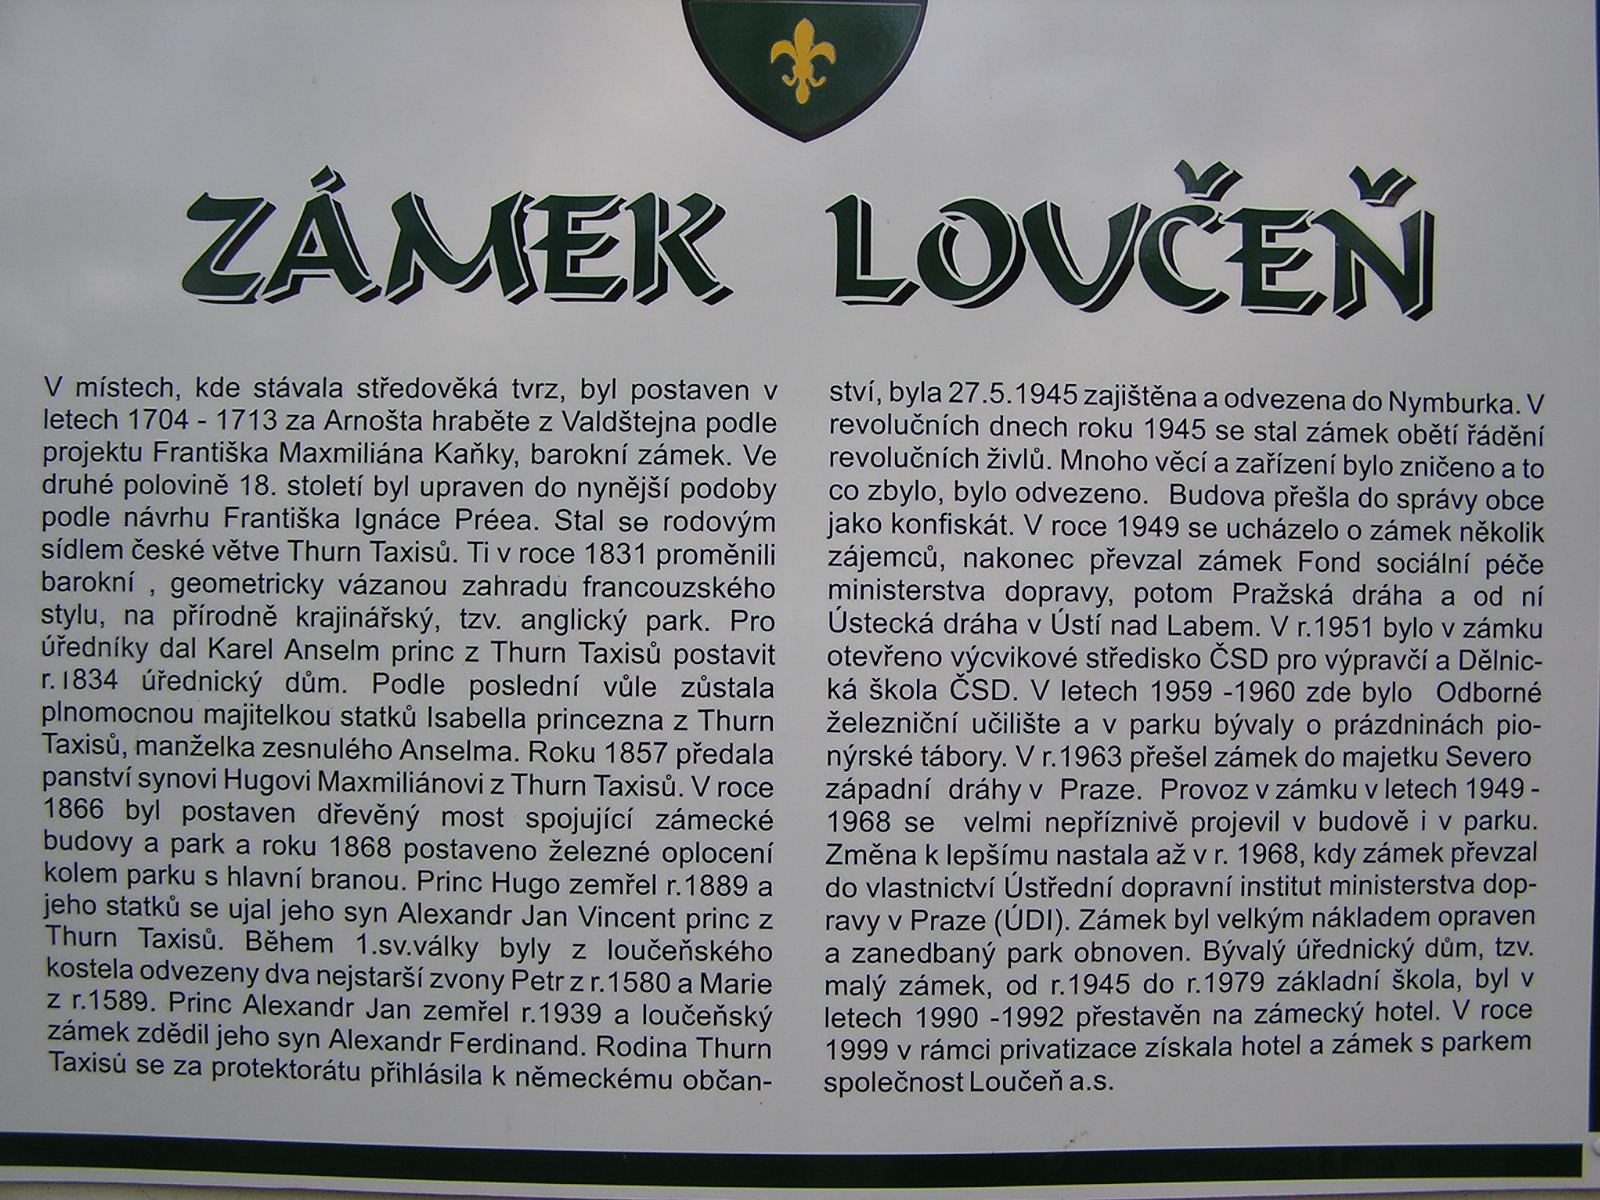 ZÁMEK LOUČEŇ
V místech, kde stávala středověká tvrz, byl postaven v
letech 1704 - 1713 za Arnošta hraběte z Valdštejna podle
projektu Františka Maxmiliána Kaňky, barokní zámek. Ve
druhé polovině 18. století byl upraven do nynější podoby
podle návrhu Františka Ignáce Préea. Stal se rodovým
sídlem české větve Thurn Taxisů. Ti v roce 1831 proměnili
barokní , geometricky vázanou zahradu francouzského
stylu, na přírodně krajinářský, tzv. anglický park. Pro
úředníky dal Karel Anselm princ z Thurn Taxisů postavit
r.1834 úřednický dům. Podle poslední vůle zůstala
plnomocnou majitelkou statků Isabella princezna z Thurn
Taxisů, manželka zesnulého Anselma. Roku 1857 předala
panství synovi Hugovi Maxmiliánovi z Thurn Taxisů. V roce
1866 byl postaven dřevěný most spojující zámecké
budovy a park a roku 1868 postaveno železné oplocení
kolem parku s hlavní branou. Princ Hugo zemřel r.1889 a
jeho statků se ujal jeho syn Alexandr Jan Vincent princ z
Thurn Taxisů. Během 1.sv.války byly z loučeňského
kostela odvezeny dva nejstarší zvony Petr z r.1580 a Marie
z r.1589. Princ Alexandr Jan zemřel r.1939 a loučeňský
zámek zdědil jeho syn Alexandr Ferdinand. Rodina Thurn
Taxisů se za protektorátu přihlásila k německému občan-
ství, byla 27.5.1945 zajištěna a odvezena do Nymburka. V
revolučních dnech roku 1945 se stal zámek obětí řádění
revolučních živlů. Mnoho věcí a zařízení bylo zničeno a to
co zbylo, bylo odvezeno. Budova přešla do správy obce
jako konfiskát. V roce 1949 se ucházelo o zámek několik
zájemců, nakonec převzal zámek Fond sociální péče
ministerstva dopravy, potom Pražská dráha a od ní
Ústecká dráha v Ústí nad Labem. V r.1951 bylo v zámku
otevřeno výcvikové středisko ČSD pro výpravčí a Dělnic-
ká škola ČSD. V letech 1959 -1960 zde bylo Odborné
železniční učiliště a v parku bývaly o prázdninách pio-
nýrské tábory. V r.1963 přešel zámek do majetku Severo
západní dráhy v Praze. Provoz v zámku v letech 1949 -
1968 se velmi nepříznivě projevil v budově i v parku.
Změna k lepšímu nastala až v r. 1968, kdy zámek převzal
do vlastnictví Ústřední dopravní institut ministerstva dop-
ravy v Praze (ÚDI). Zámek byl velkým nákladem opraven
a zanedbaný park obnoven. Bývalý úřednický dům, tzv.
malý zámek, od r.1945 do r.1979 základní škola, byl v
letech 1990 -1992 přestavěn na zámecký hotel. V roce
1999 v rámci privatizace získala hotel a zámek s parkem
společnost Loučeň a.s.